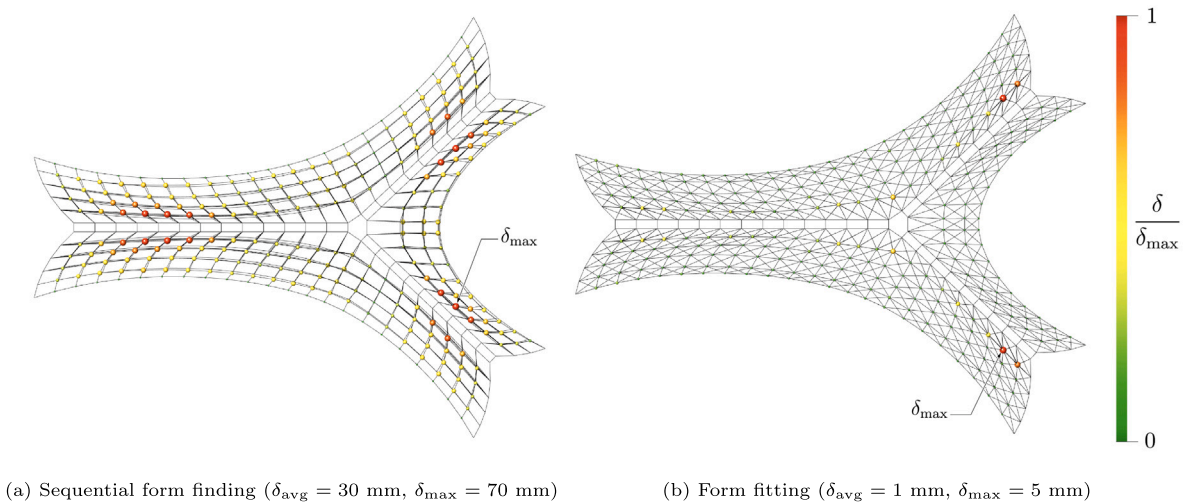 1
δ
δmax
0
δmax
δmax
(a) Sequential form finding (δavg = 30 mm, δmax = 70 mm)
(b) Form fitting (δavg = 1 mm, δmax = 5 mm)